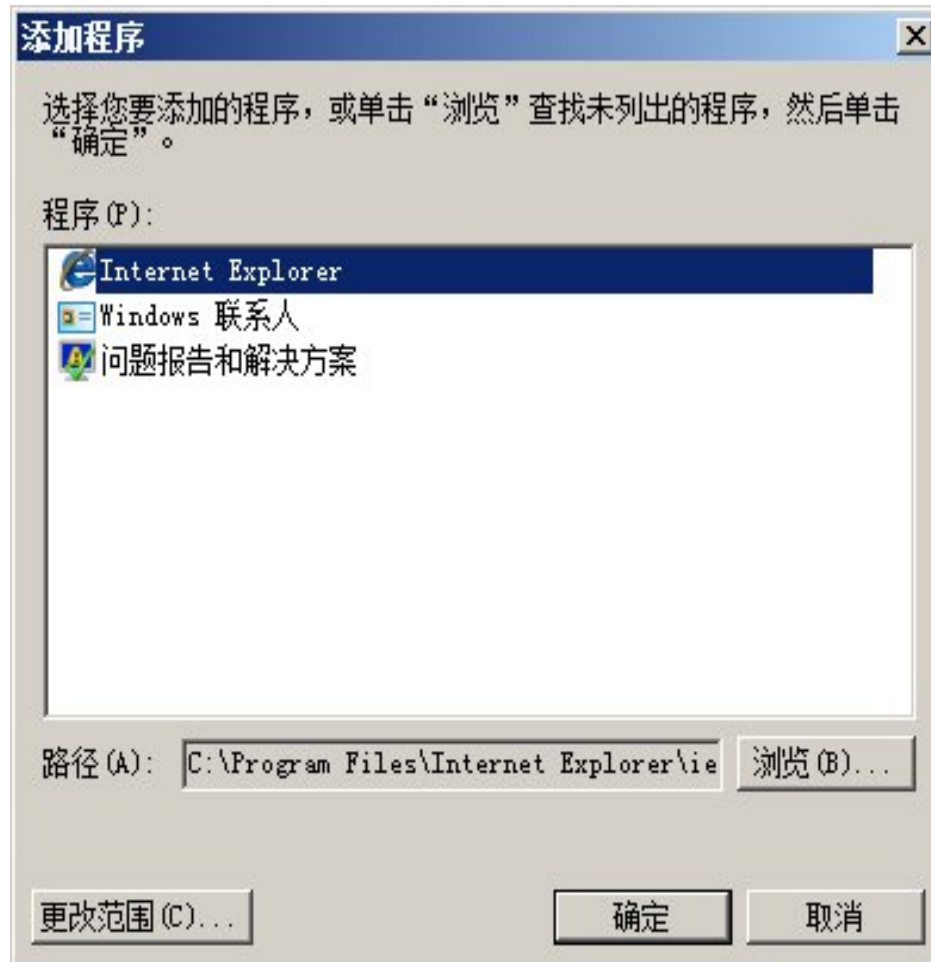 添加程序
选择您要添加的程序，或单击“浏览”查找未列出的程序，然后单击
“确定”。
程序(P):
Internet Explorer
Windows 联系人
问题报告和解决方案
路径(A): C:\Program Files\Internet Explorer\ie 浏览(B)...
更改范围(C)... 确定 取消